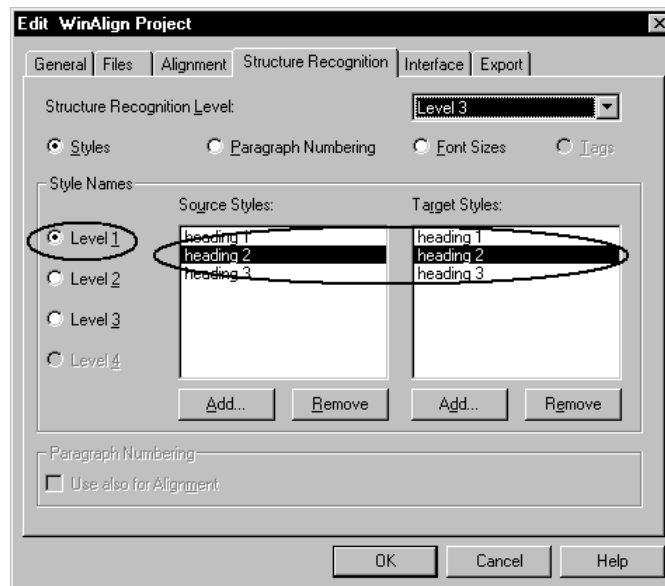 Edit WinAlign Project
General Files Alignment Structure Recognition Interface Export
Structure Recognition Level: Level 3
Styles Paragraph Numbering Font Sizes Tags
Style Names
Source Styles: Target Styles:
Level 1 heading 1 heading 1
heading 2 heading 2
Level 2 heading 3 heading 3
Level 3
Level 4
Add... Remove Add... Remove
Paragraph Numbering
Use also for Alignment
OK Cancel Help